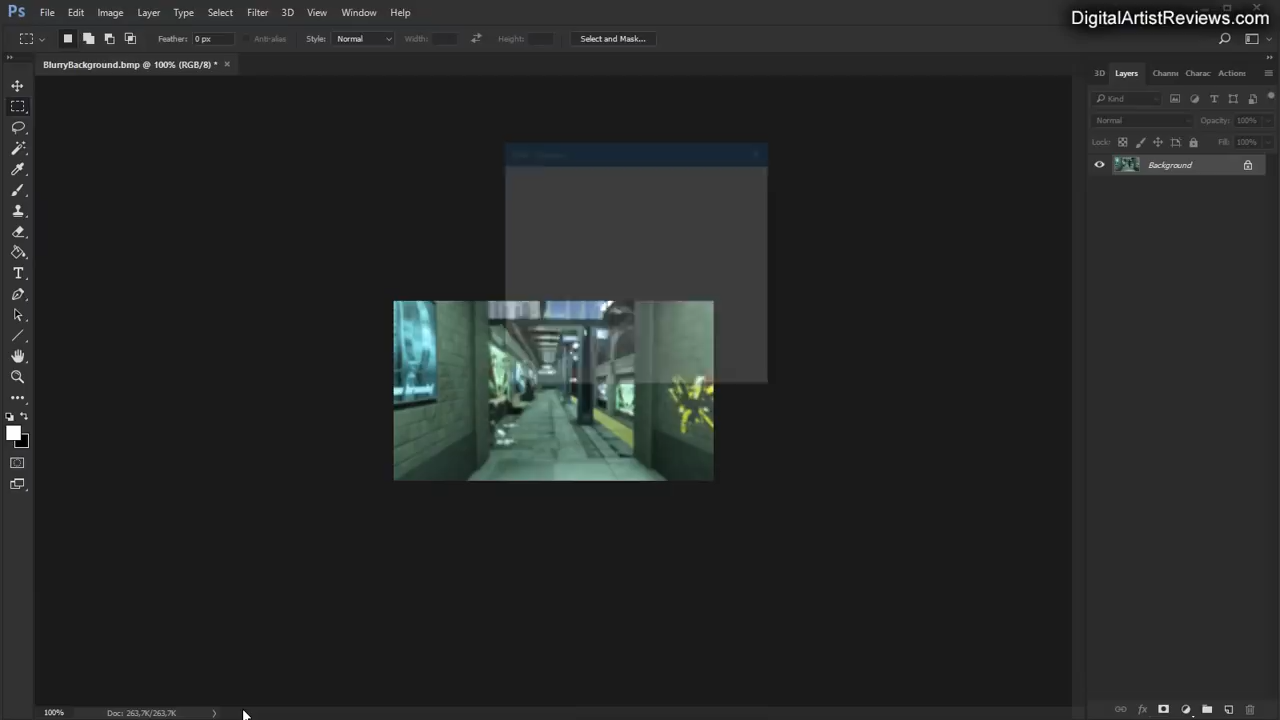 DigitalArtistReviews.com
Ps File Edit Image Layer Type Select Filter 3D View Window Help
Feather: 0 px Anti-alias Style: Normal Width: Height: Select and Mask...
BlurryBackground.bmp @ 100% (RGB/8) * ×
3D Layers Chann Charac Actions
Kind
Normal Opacity: 100%
Lock: Fill: 100%
Background
100% Doc: 263,7K/263,7K